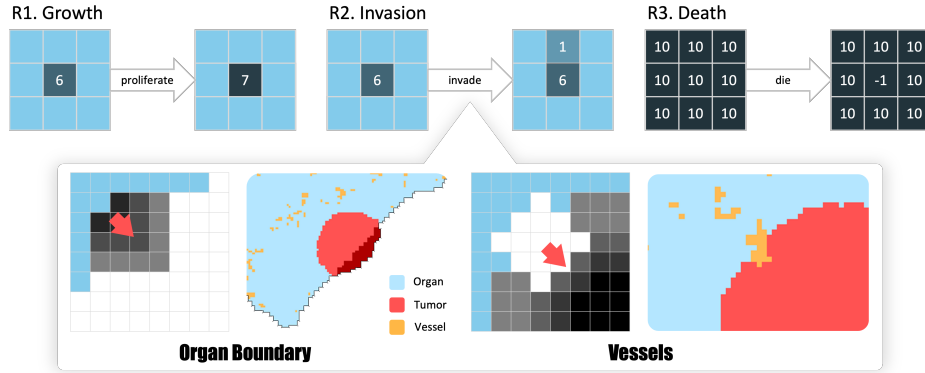 R1. Growth
R2. Invasion
R3. Death
6
proliferate
7
6
invade
1
6
10 10 10
10 10 10
10 10 10
die
10 10 10
10 -1 10
10 10 10
Organ
Tumor
Vessel
Organ Boundary
Vessels